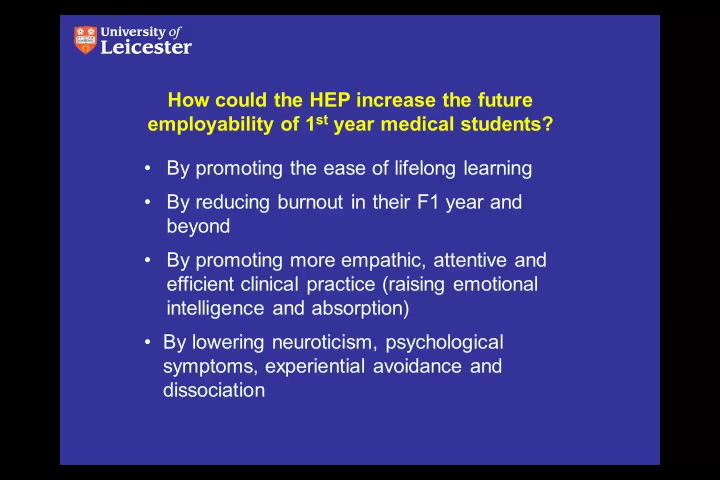 University of
Leicester
How could the HEP increase the future
employability of 1st year medical students?
• By promoting the ease of lifelong learning
• By reducing burnout in their F1 year and
beyond
• By promoting more empathic, attentive and
efficient clinical practice (raising emotional
intelligence and absorption)
• By lowering neuroticism, psychological
symptoms, experiential avoidance and
dissociation